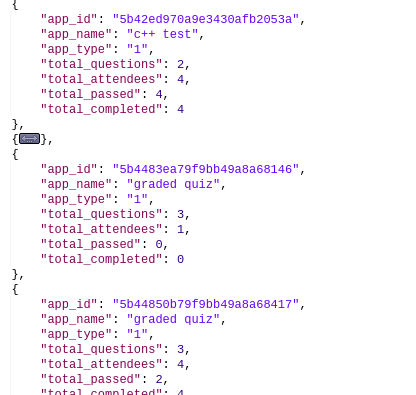 {
"app_id": "5b42ed970a9e3430afb2053a",
"app_name": "c++ test",
"app_type": "1",
"total_questions": 2,
"total_attendees": 4,
"total_passed": 4,
"total_completed": 4
},
{},
{
"app_id": "5b4483ea79f9bb49a8a68146",
"app_name": "graded quiz",
"app_type": "1",
"total_questions": 3,
"total_attendees": 1,
"total_passed": 0,
"total_completed": 0
},
{
"app_id": "5b44850b79f9bb49a8a68417",
"app_name": "graded quiz",
"app_type": "1",
"total_questions": 3,
"total_attendees": 4,
"total_passed": 2,
"total_completed": 4